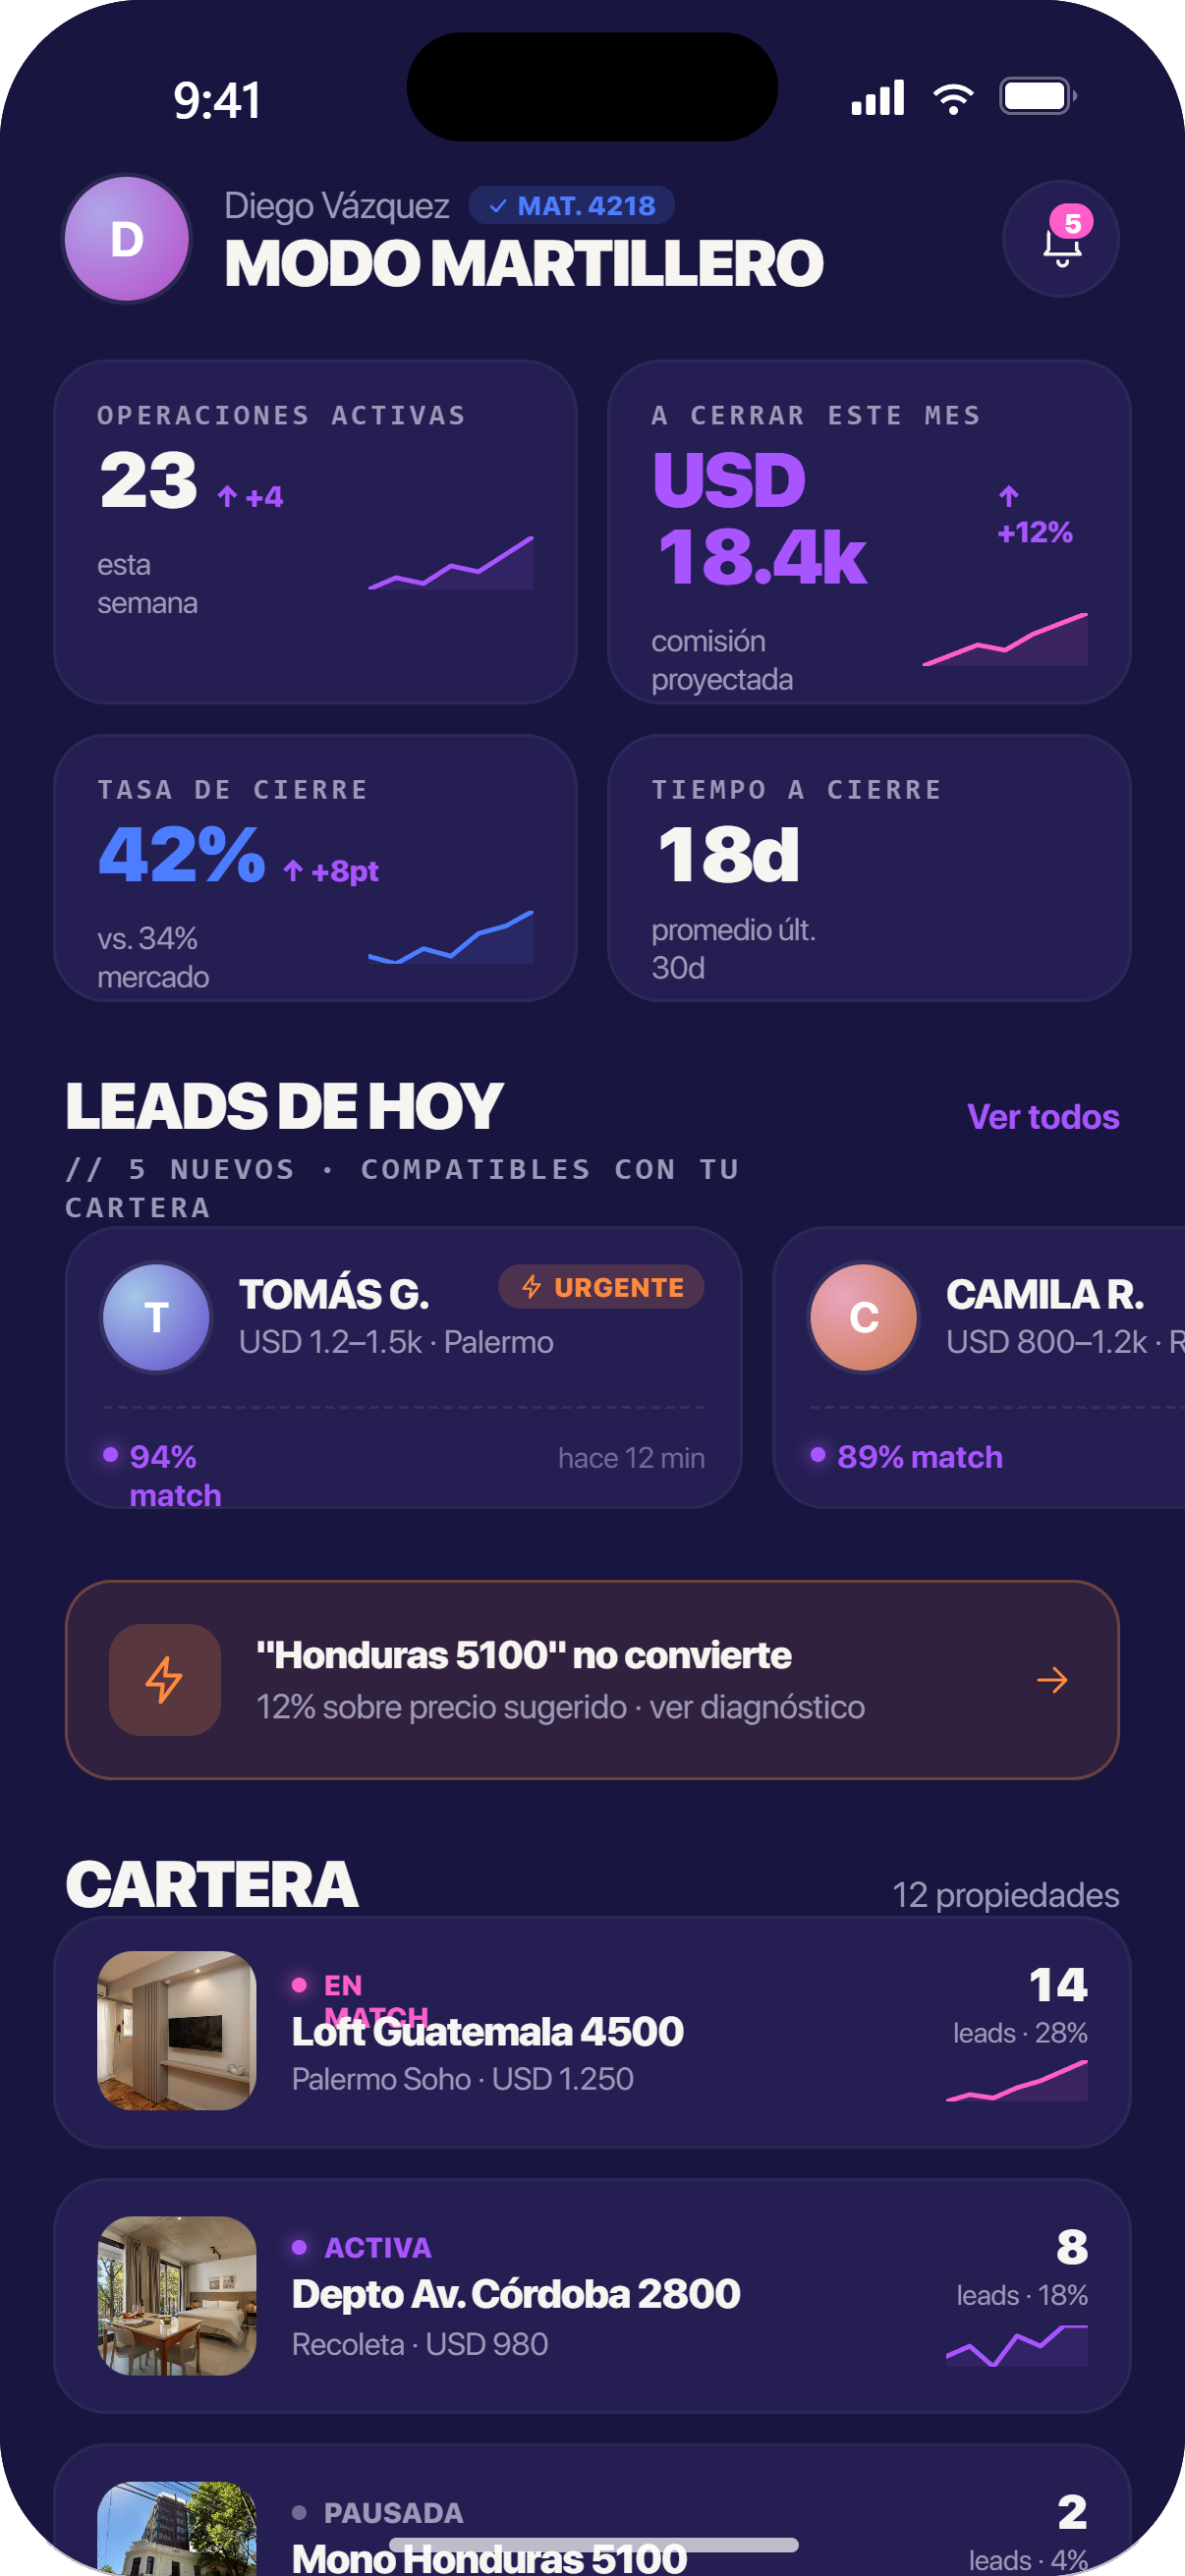 9:41
D
Diego Vázquez
MAT. 4218
MODO MARTILLERO
5
OPERACIONES ACTIVAS
23 ↑ +4
esta
semana
A CERRAR ESTE MES
USD
18.4k
↑
+12%
comisión
proyectada
TASA DE CIERRE
42% ↑ +8pt
vs. 34%
mercado
TIEMPO A CIERRE
18d
promedio últ.
30d
LEADS DE HOY
Ver todos
// 5 NUEVOS · COMPATIBLES CON TU
CARTERA
T
TOMÁS G.
URGENTE
USD 1.2–1.5k · Palermo
94%
match
hace 12 min
C
CAMILA R.
USD 800–1.2k · R
89% match
"Honduras 5100" no convierte
12% sobre precio sugerido · ver diagnóstico
→
CARTERA
12 propiedades
EN
MATCH
Loft Guatemala 4500
Palermo Soho · USD 1.250
14
leads · 28%
ACTIVA
Depto Av. Córdoba 2800
Recoleta · USD 980
8
leads · 18%
PAUSADA
Mono Honduras 5100
2
leads · 4%